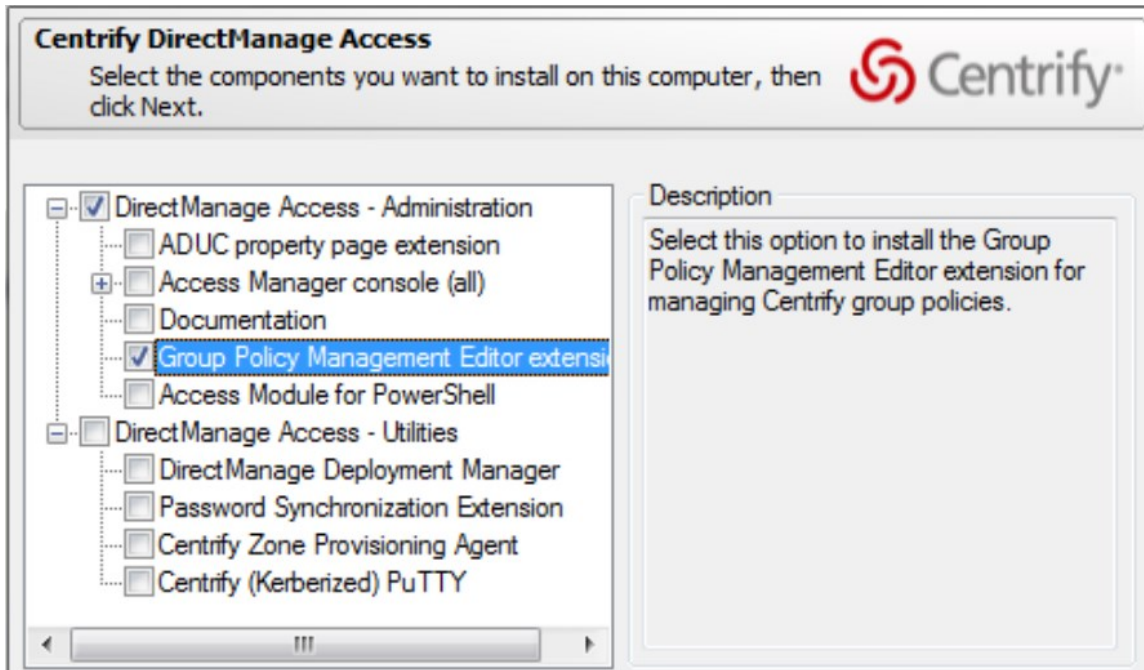 Centrify DirectManage Access
Select the components you want to install on this computer, then
click Next.
Centrify
DirectManage Access - Administration
ADUC property page extension
Access Manager console (all)
Documentation
Group Policy Management Editor extensi
Access Module for PowerShell
DirectManage Access - Utilities
DirectManage Deployment Manager
Password Synchronization Extension
Centrify Zone Provisioning Agent
Centrify (Kerberized) PuTTY
Description
Select this option to install the Group
Policy Management Editor extension for
managing Centrify group policies.